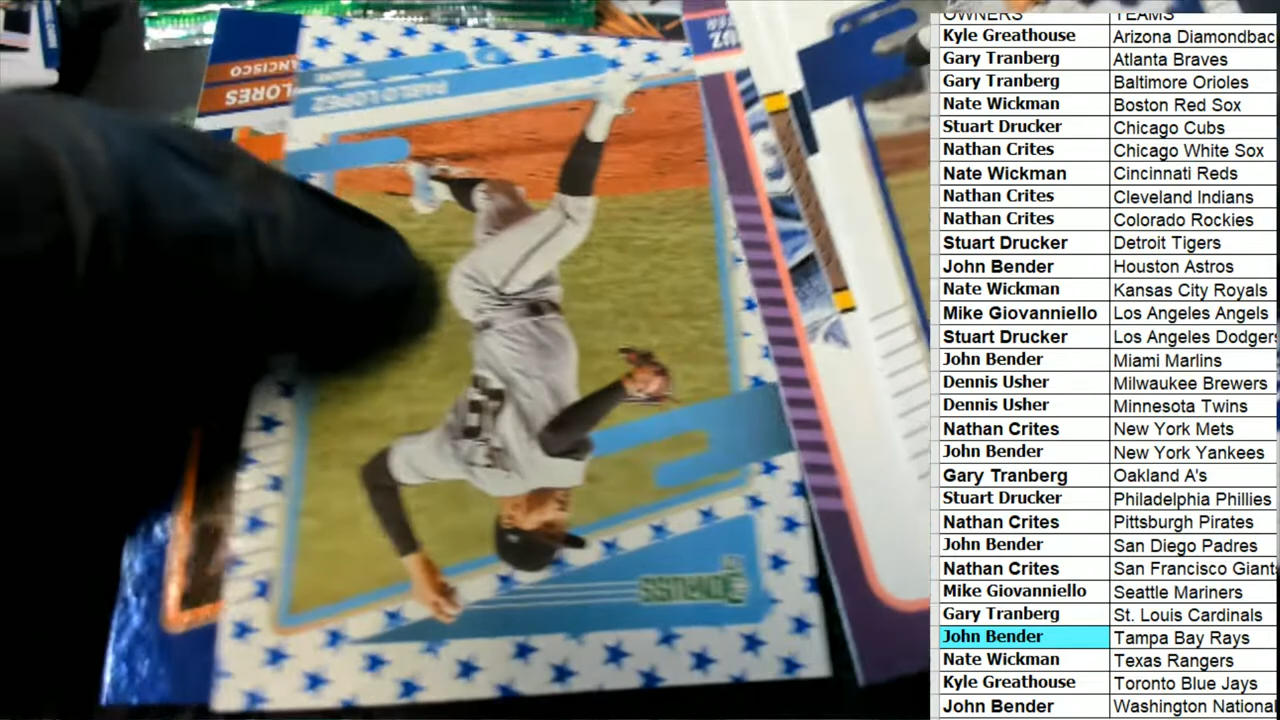 OWNERS TEAMS
Kyle Greathouse Arizona Diamondbac
Gary Tranberg Atlanta Braves
Gary Tranberg Baltimore Orioles
Nate Wickman Boston Red Sox
Stuart Drucker Chicago Cubs
Nathan Crites Chicago White Sox
Nate Wickman Cincinnati Reds
Nathan Crites Cleveland Indians
Nathan Crites Colorado Rockies
Stuart Drucker Detroit Tigers
John Bender Houston Astros
Nate Wickman Kansas City Royals
Mike Giovanniello Los Angeles Angels
Stuart Drucker Los Angeles Dodgers
John Bender Miami Marlins
Dennis Usher Milwaukee Brewers
Dennis Usher Minnesota Twins
Nathan Crites New York Mets
John Bender New York Yankees
Gary Tranberg Oakland A's
Stuart Drucker Philadelphia Phillies
Nathan Crites Pittsburgh Pirates
John Bender San Diego Padres
Nathan Crites San Francisco Giants
Mike Giovanniello Seattle Mariners
Gary Tranberg St. Louis Cardinals
John Bender Tampa Bay Rays
Nate Wickman Texas Rangers
Kyle Greathouse Toronto Blue Jays
John Bender Washington National
ANCISCO
LORES
MIAMI
PABLO LOPEZ
UZ
Donruss